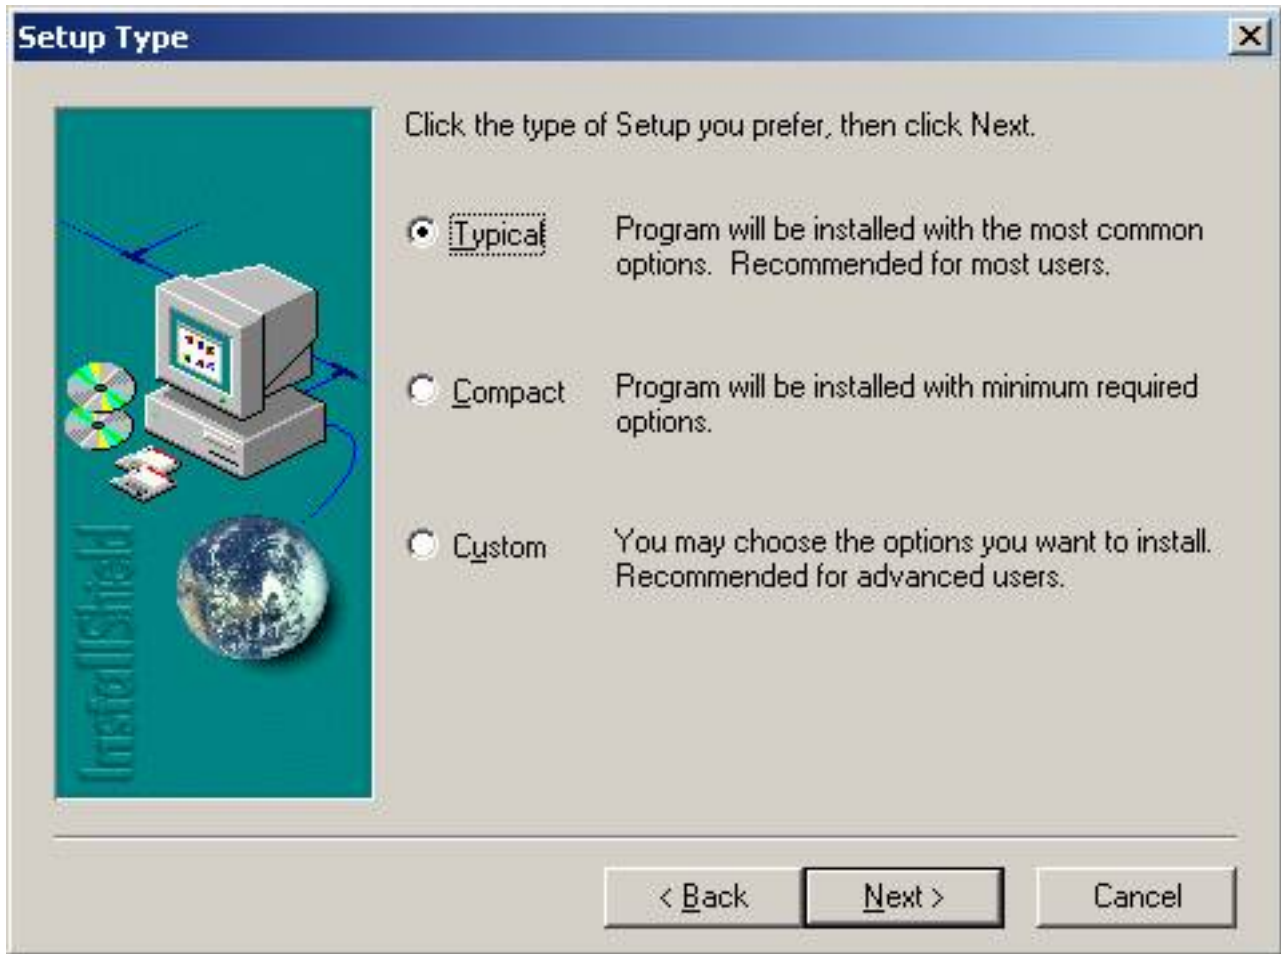 Setup Type
Click the type of Setup you prefer, then click Next.
Typical
Program will be installed with the most common
options.  Recommended for most users.
Compact
Program will be installed with minimum required
options.
Custom
You may choose the options you want to install.
Recommended for advanced users.
InstallShield
< Back
Next >
Cancel